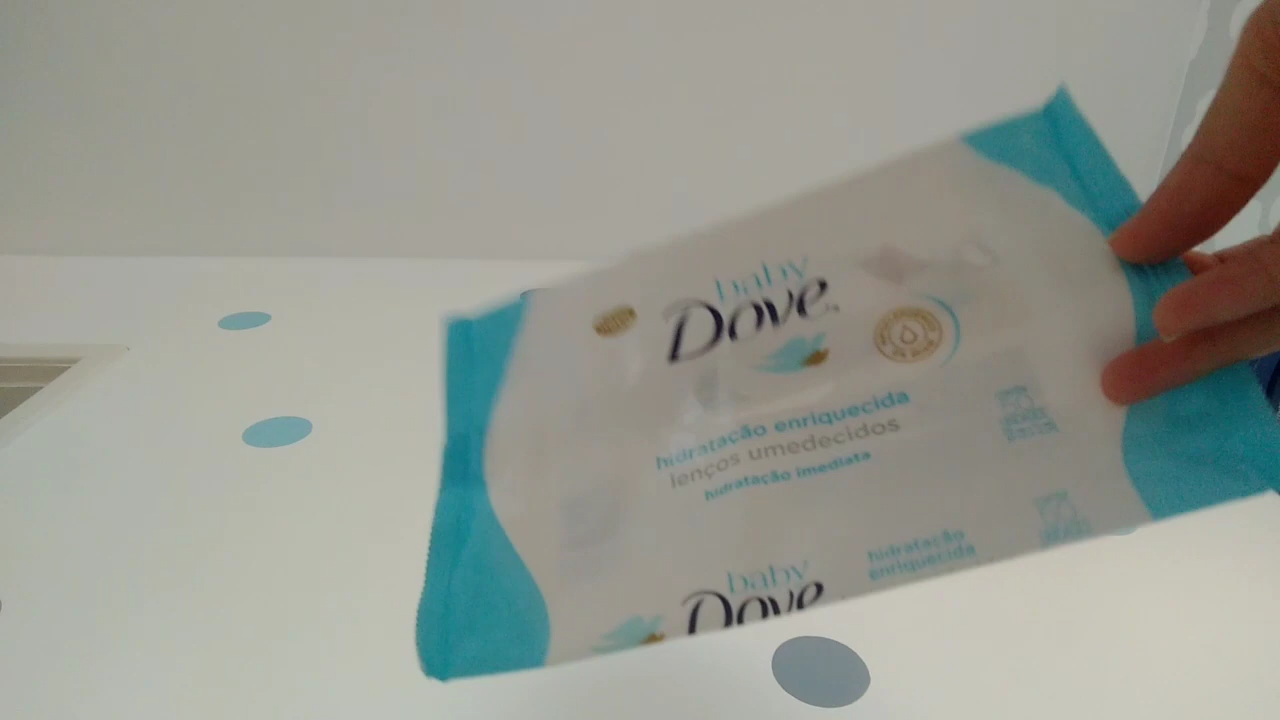 baby
Dove
hidratação enriquecida
lenços umedecidos
hidratação imediata
hidratação
enriquecida
baby
Dove